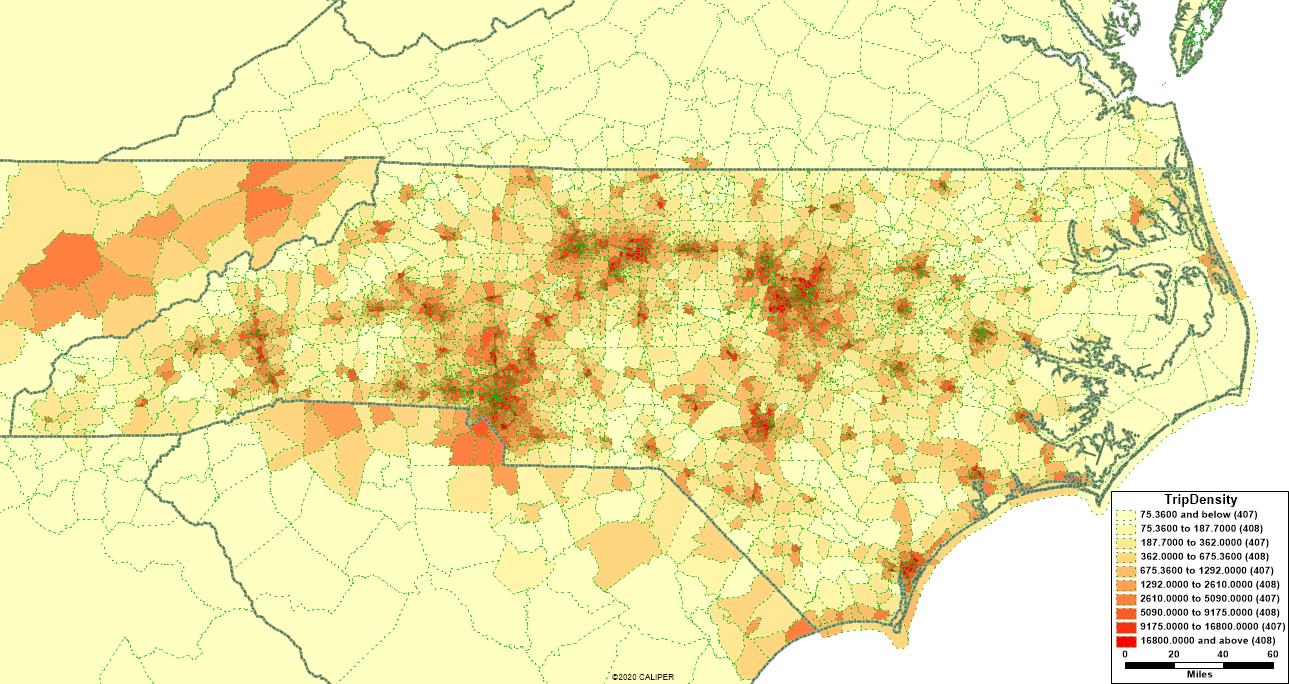 TripDensity
75.3600 and below (407)
75.3600 to 187.7000 (408)
187.7000 to 362.0000 (407)
362.0000 to 675.3600 (408)
675.3600 to 1292.0000 (407)
1292.0000 to 2610.0000 (408)
2610.0000 to 5090.0000 (407)
5090.0000 to 9175.0000 (408)
9175.0000 to 16800.0000 (407)
16800.0000 and above (408)
0 20 40 60
Miles
©2020 CALIPER